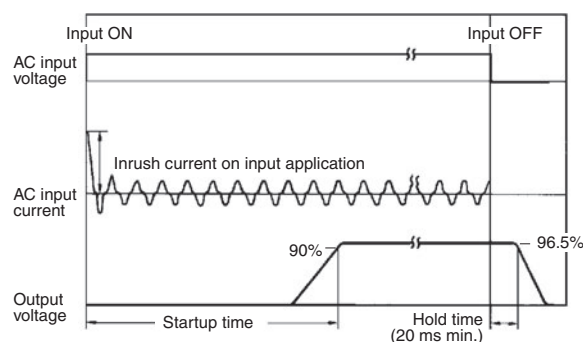 Input ON
Input OFF
AC input
voltage
Inrush current on input application
AC input
current
90%
96.5%
Output
voltage
Startup time
Hold time
(20 ms min.)